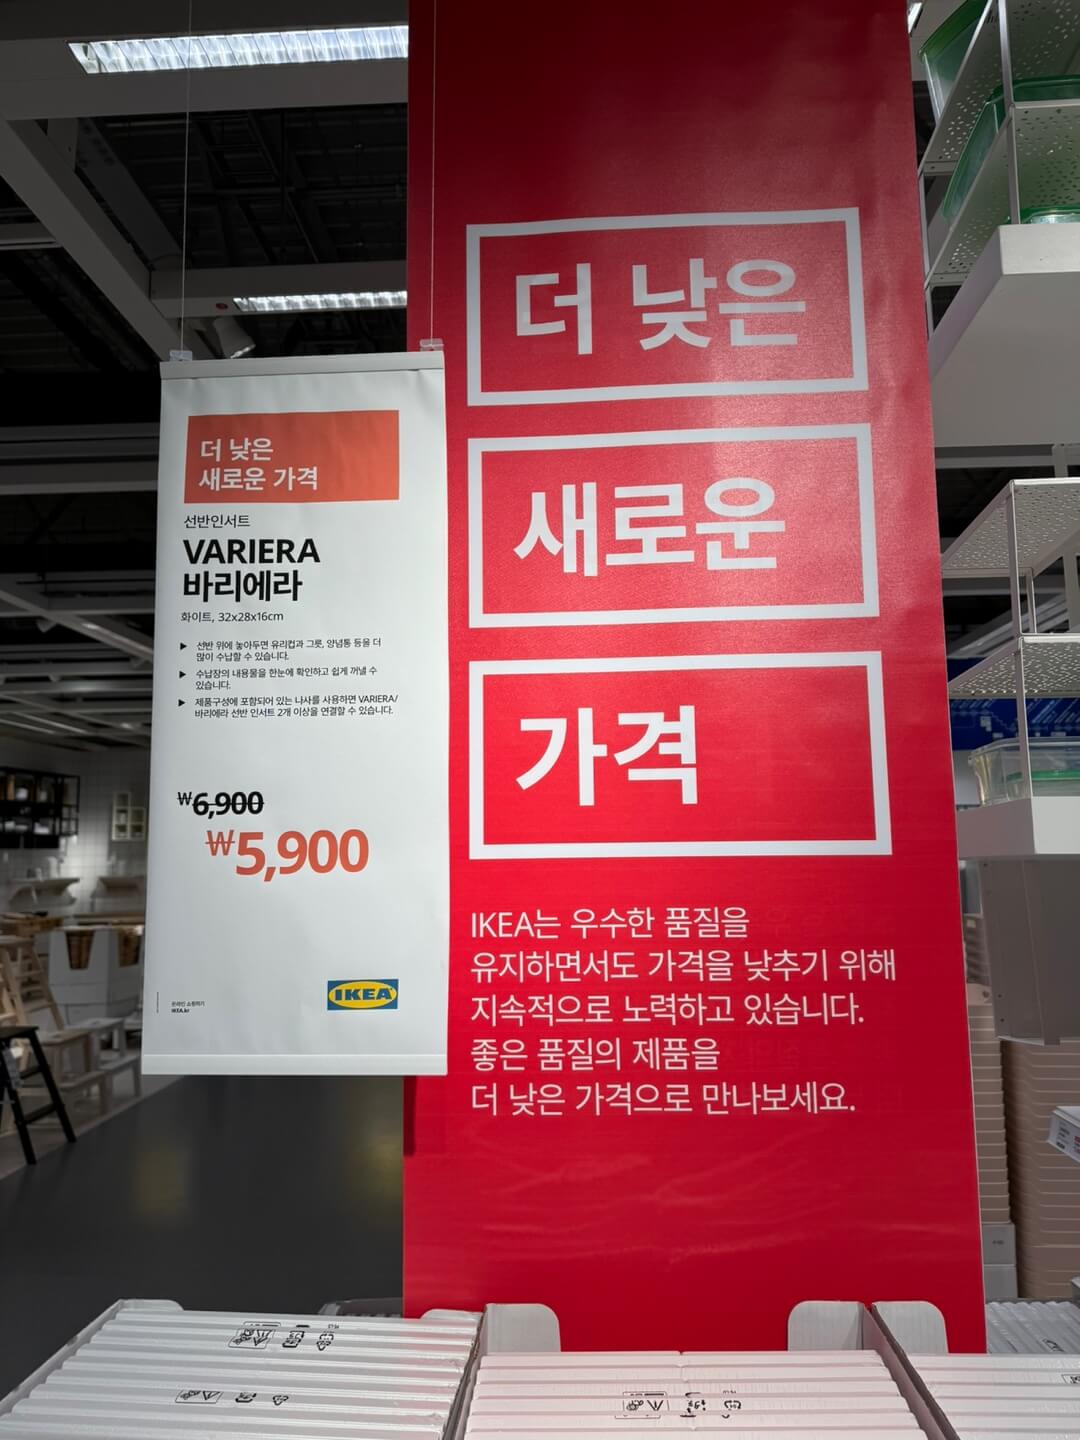 더 낮은
새로운 가격
선반인서트
VARIERA
바리에라
화이트, 32x28x16cm
▶ 선반 위에 놓아두면 유리컵과 그릇, 양념통 등을 더
많이 수납할 수 있습니다.
▶ 수납장의 내용물을 한눈에 확인하고 쉽게 꺼낼 수
있습니다.
▶ 제품구성에 포함되어 있는 나사를 사용하면 VARIERA/
바리에라 선반 인서트 2개 이상을 연결할 수 있습니다.
₩6,900
₩5,900
온라인 쇼핑하기
IKEA.kr
IKEA
더 낮은
새로운
가격
IKEA는 우수한 품질을
유지하면서도 가격을 낮추기 위해
지속적으로 노력하고 있습니다.
좋은 품질의 제품을
더 낮은 가격으로 만나보세요.